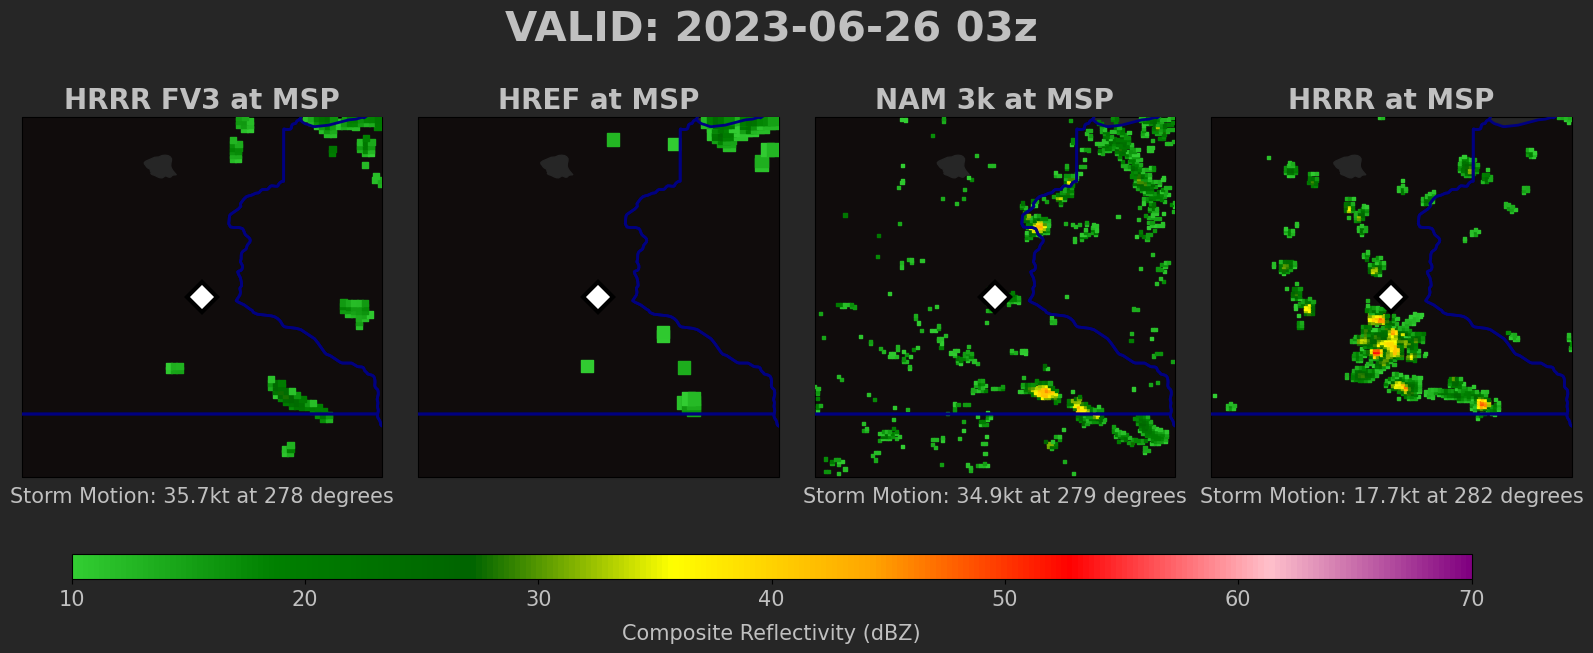 VALID: 2023-06-26 03z
HRRR FV3 at MSP
HREF at MSP
NAM 3k at MSP
HRRR at MSP
Storm Motion: 35.7kt at 278 degrees
Storm Motion: 34.9kt at 279 degrees
Storm Motion: 17.7kt at 282 degrees
10 20 30 40 50 60 70
Composite Reflectivity (dBZ)